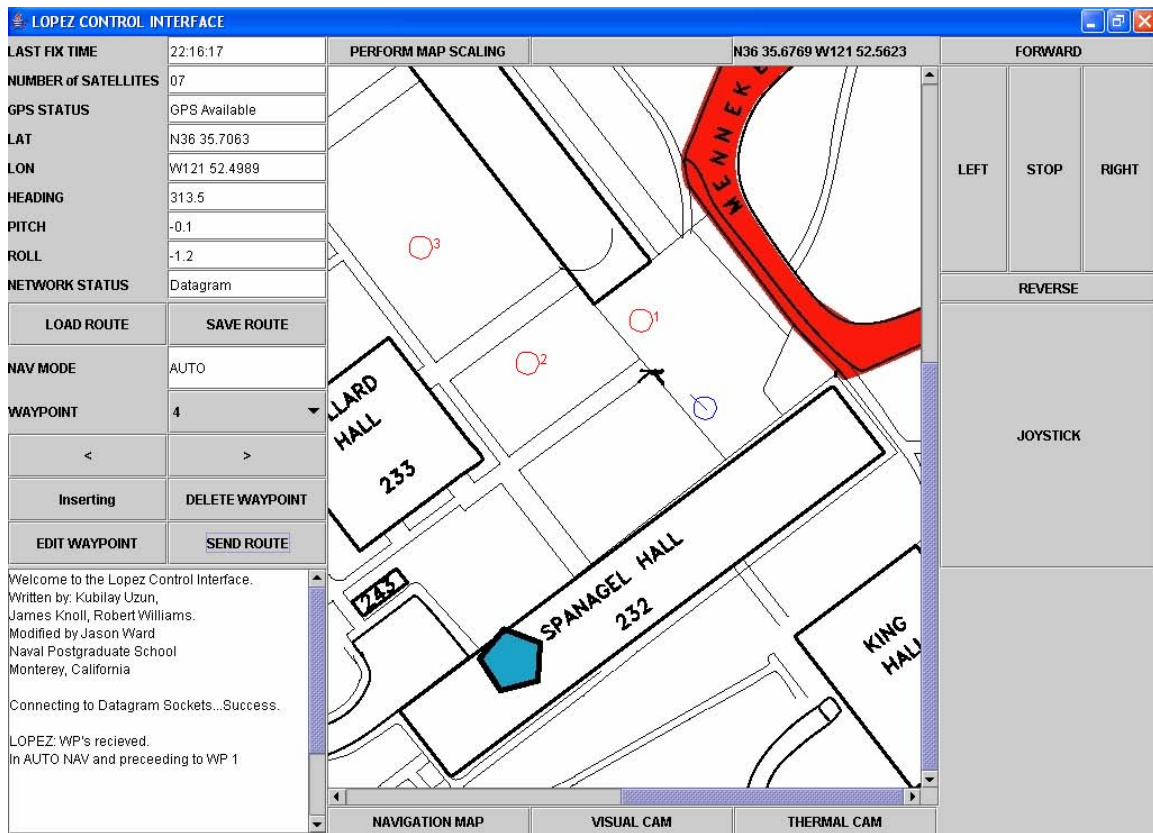 LOPEZ CONTROL INTERFACE
LAST FIX TIME 22:16:17
NUMBER of SATELLITES 07
GPS STATUS GPS Available
LAT N36 35.7063
LON W121 52.4989
HEADING 313.5
PITCH -0.1
ROLL -1.2
NETWORK STATUS Datagram
LOAD ROUTE SAVE ROUTE
NAV MODE AUTO
WAYPOINT 4
< >
Inserting DELETE WAYPOINT
EDIT WAYPOINT SEND ROUTE
Welcome to the Lopez Control Interface.
Written by: Kubilay Uzun,
James Knoll, Robert Williams.
Modified by Jason Ward
Naval Postgraduate School
Monterey, California
Connecting to Datagram Sockets...Success.
LOPEZ: WP's recieved.
In AUTO NAV and preceeding to WP 1
PERFORM MAP SCALING N36 35.6769 W121 52.5623
MENNEKE
3
1
2
LLARD
HALL
233
243
SPANAGEL HALL
232
KING
HALL
NAVIGATION MAP VISUAL CAM THERMAL CAM
FORWARD
LEFT STOP RIGHT
REVERSE
JOYSTICK